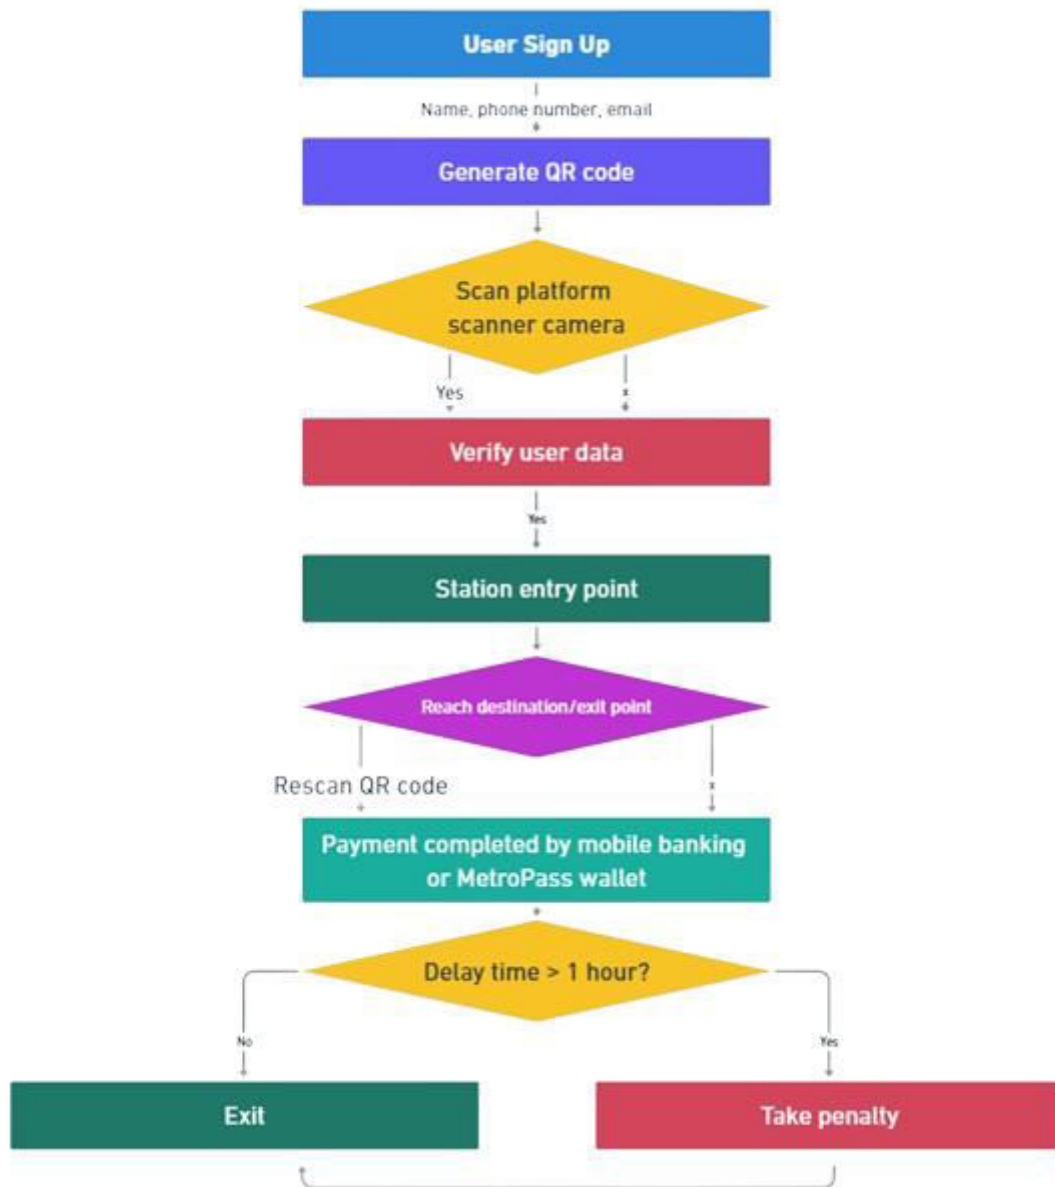 User Sign Up
Name, phone number, email
Generate QR code
Scan platform
scanner camera
Yes
x
Verify user data
Yes
Station entry point
Reach destination/exit point
Rescan QR code
x
Payment completed by mobile banking
or MetroPass wallet
Delay time > 1 hour?
No
Yes
Exit
Take penalty